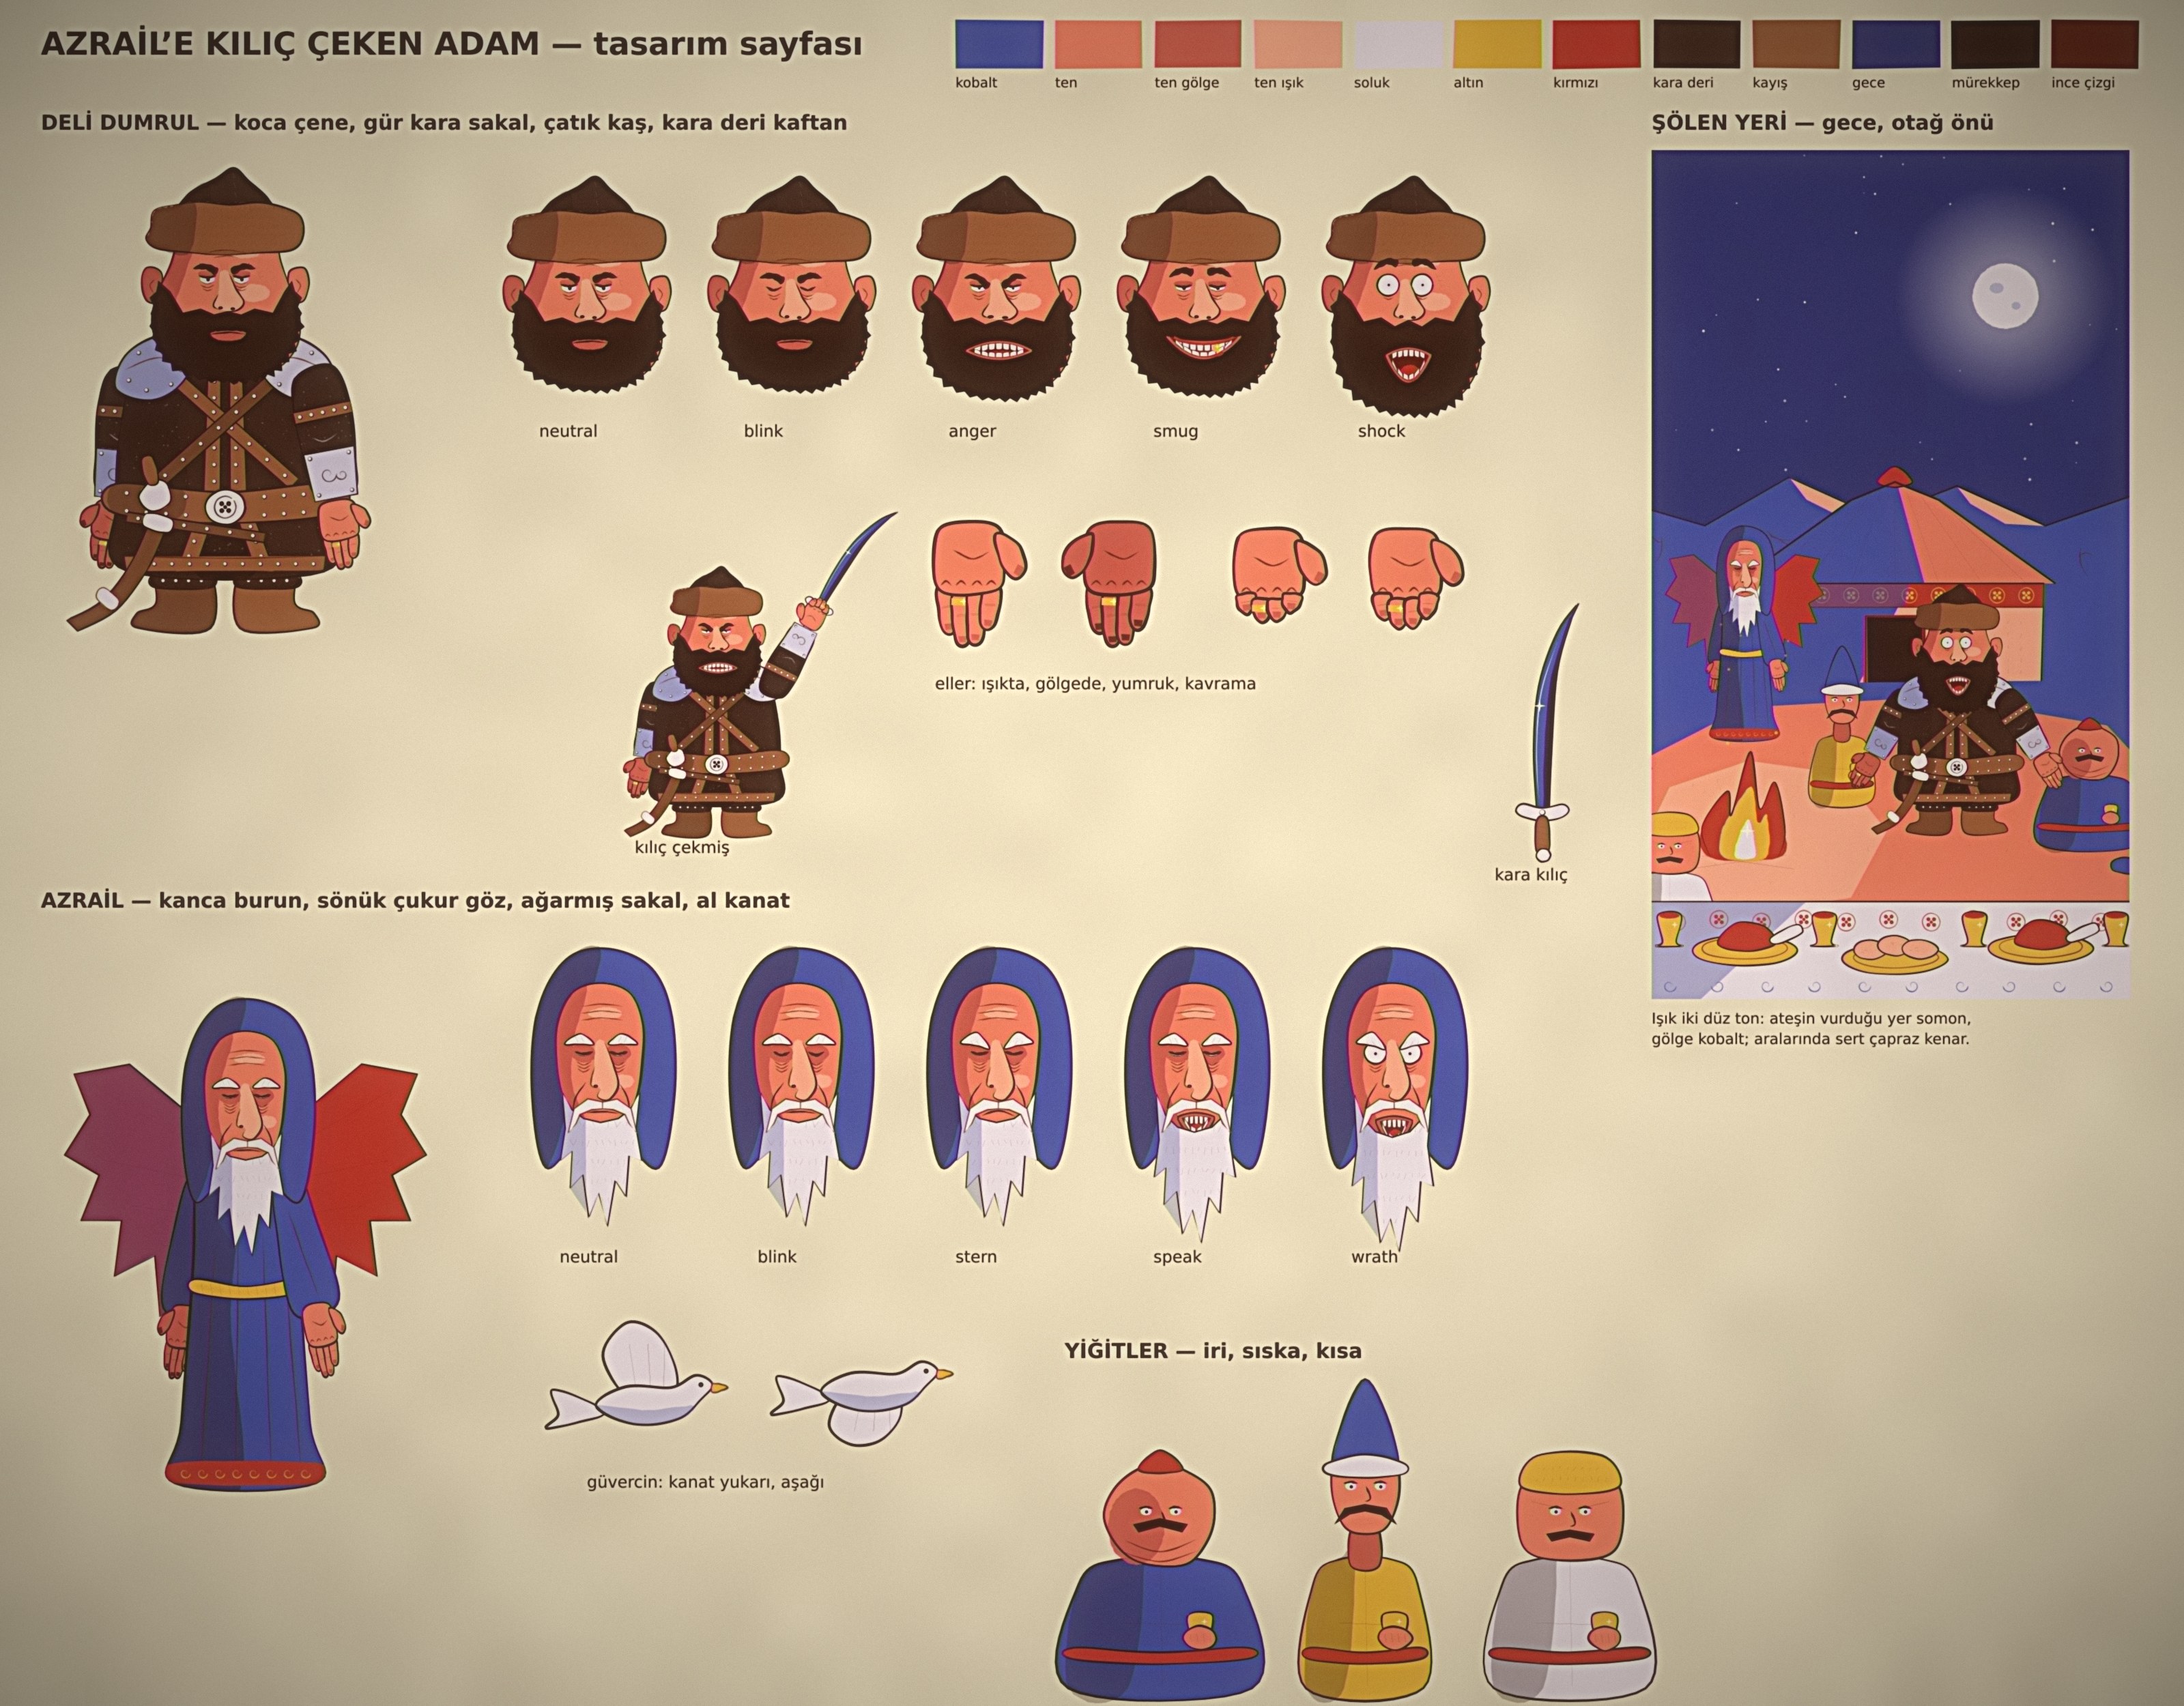 AZRAİL’E KILIÇ ÇEKEN ADAM — tasarım sayfası
kobalt
ten
ten gölge
ten ışık
soluk
altın
kırmızı
kara deri
kayış
gece
mürekkep
ince çizgi
DELİ DUMRUL — koca çene, gür kara sakal, çatık kaş, kara deri kaftan
neutral
blink
anger
smug
shock
eller: ışıkta, gölgede, yumruk, kavrama
kılıç çekmiş
kara kılıç
ŞÖLEN YERİ — gece, otağ önü
Işık iki düz ton: ateşin vurduğu yer somon,
gölge kobalt; aralarında sert çapraz kenar.
AZRAİL — kanca burun, sönük çukur göz, ağarmış sakal, al kanat
neutral
blink
stern
speak
wrath
güvercin: kanat yukarı, aşağı
YİĞİTLER — iri, sıska, kısa